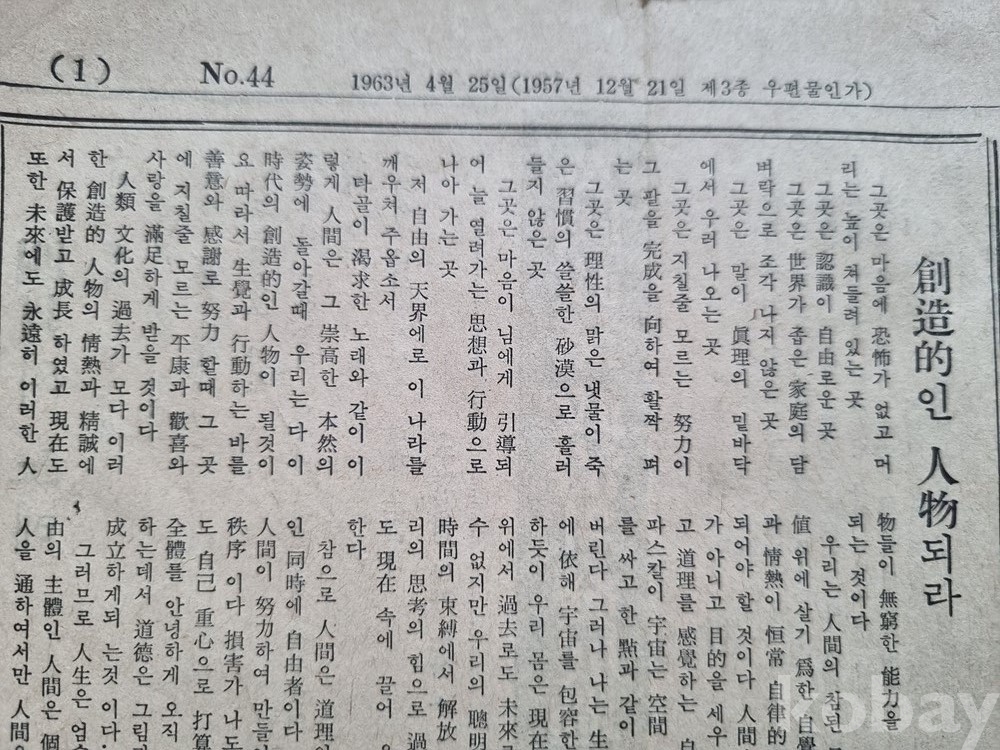 (1)
No.44
1963년 4월 25일(1957년 12월 21일 제3종 우편물인가)
創造的인 人物되라
그곳은 마음에 恐怖가 없고 머
리는 높이 쳐들려 있는 곳
그곳은 認識이 自由로운 곳
그곳은 世界가 좁은 家庭의 담
벼락으로 조각 나지 않은 곳
그곳은 말이 眞理의 밑바닥
에서 우러 나오는 곳
그곳은 지칠줄 모르는 努力이
그 팔을 完成을 向하여 활짝 펴
는 곳
그곳은 理性의 맑은 냇물이 죽
은 習慣의 쓸쓸한 砂漠으로 흘러
들지 않은 곳
그곳은 마음이 님에게 引導되
어 늘 열려가는 思想과 行動으로
나아 가는 곳
저 自由의 天界에로 이 나라를
깨우쳐 주옵소서
타골이 渴求한 노래와 같이 이
렇게 人間은 그 崇高한 本然의
姿勢에 돌아갈때 우리는 다 이
時代의 創造的인 人物이 될것이
요 따라서 生覺과 行動하는 바를
善意와 感謝로 努力 할때 그 곳
에 지칠줄 모르는 平康과 歡喜와
사랑을 滿足하게 받을 것이다
人類 文化의 過去가 모다 이러
한 創造的 人物의 情熱과 精誠에
서 保護받고 成長 하였고 現在도
또한 未來에도 永遠히 이러한 人
物들이 無窮한 能力을
되는 것이다
우리는 人間의 참된
値 위에 살기 爲한 自覺
과 情熱이 恒常 自律的
되어야 할 것이다 人間
가 아니고 目的을 세우
고 道理를 感覺하는 自
파스칼이 宇宙는 空間
를 싸고 한 點과 같이
버린다 그러나 나는 生
에 依해 宇宙를 包容한
하듯이 우리 몸은 現在
위에서 過去로도 未來로
수 없지만 우리의 聰明
時間의 束縛에서 解放
리의 思考의 힘으로 過
도 現在 속에 끌어
한다
참으로 人間은 道理
인 同時에 自由者이다
人間이 努力하여 만들
秩序 이다 損害가 나도
도 自己 重心으로 打算
全體를 안녕하게 오직
하는데서 道德은 그림
成立하게되 는것 이다
그러므로 人生은 엄숙
由의 主體인 人間은 個
人을 通하여서만 人間
kobay